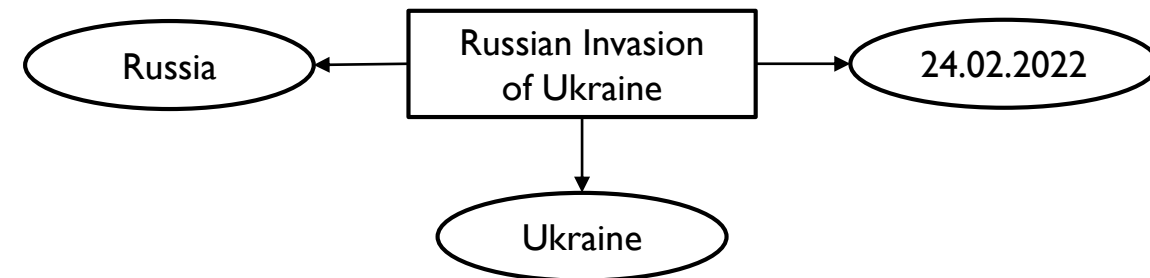 Russia
Russian Invasion
of Ukraine
24.02.2022
Ukraine